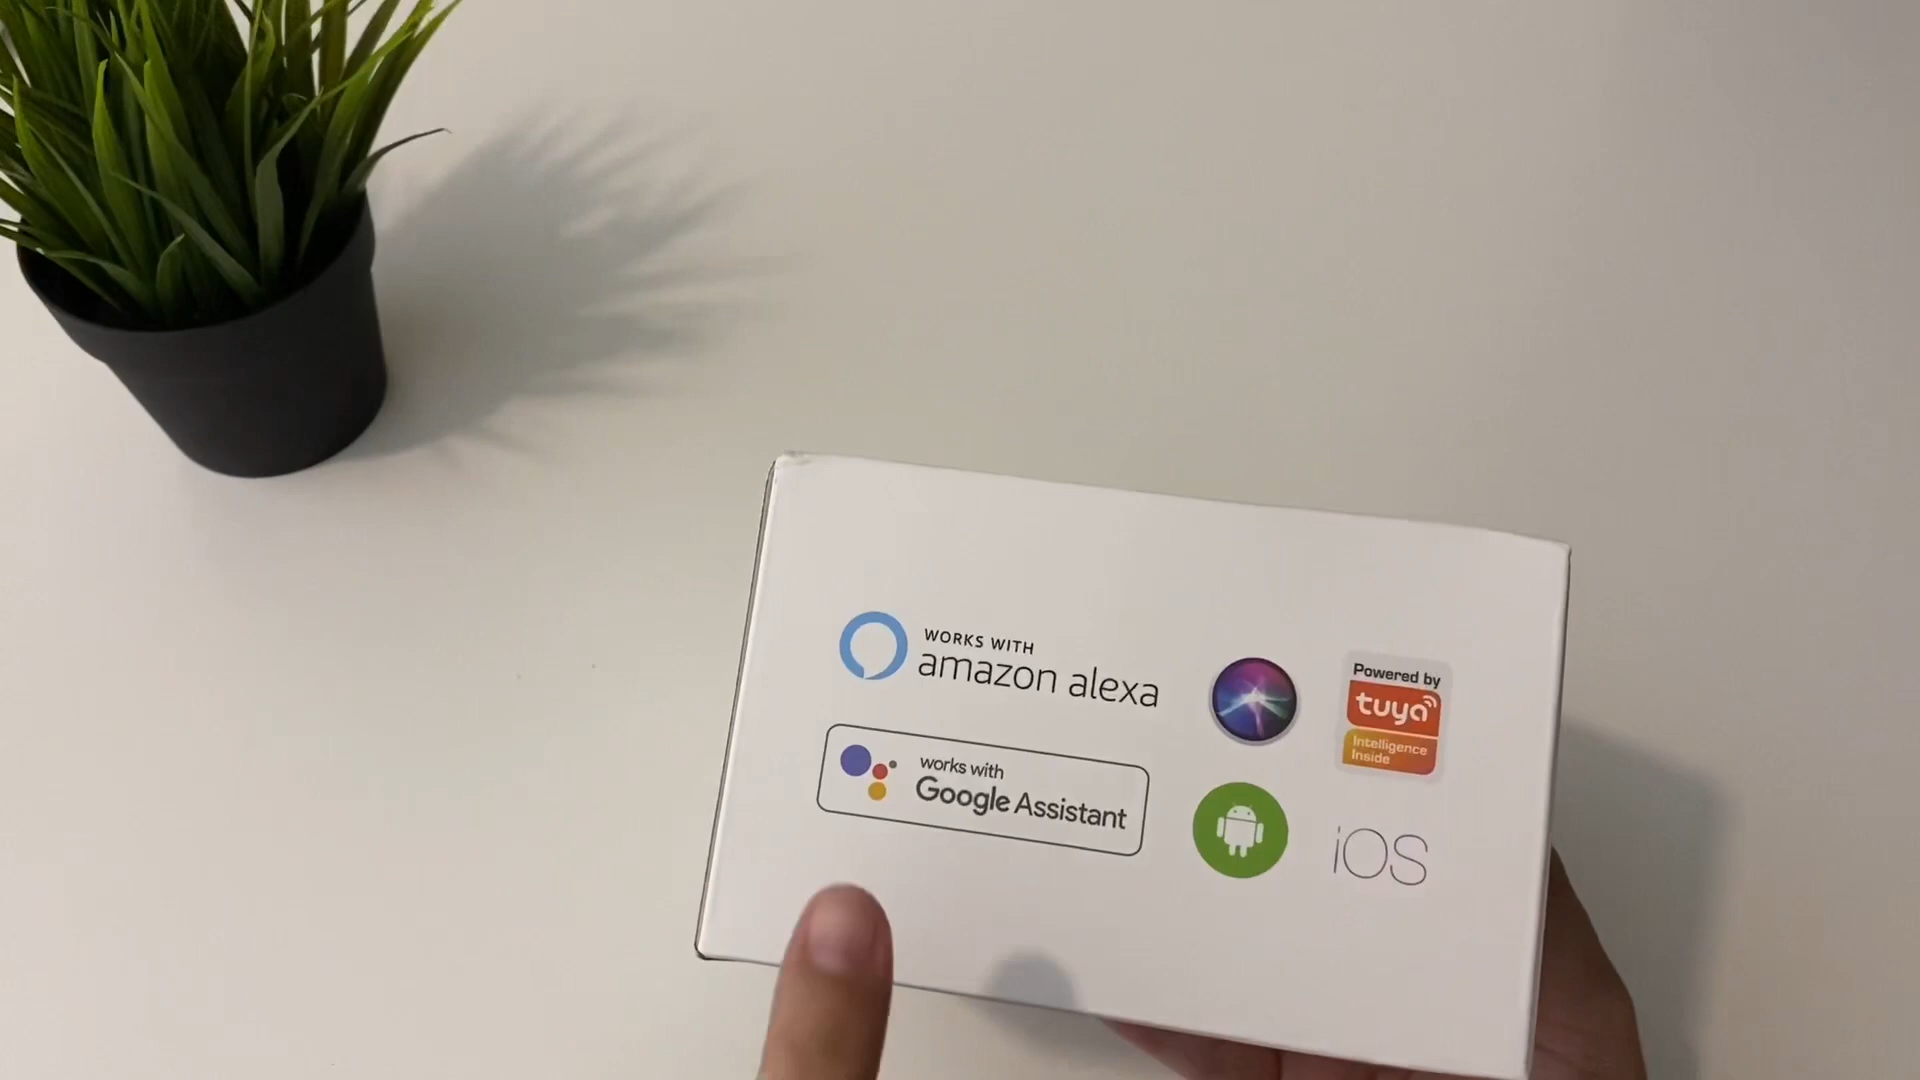 WORKS WITH
amazon alexa
works with
Google Assistant
Powered by
tuya
Intelligence
Inside
iOS